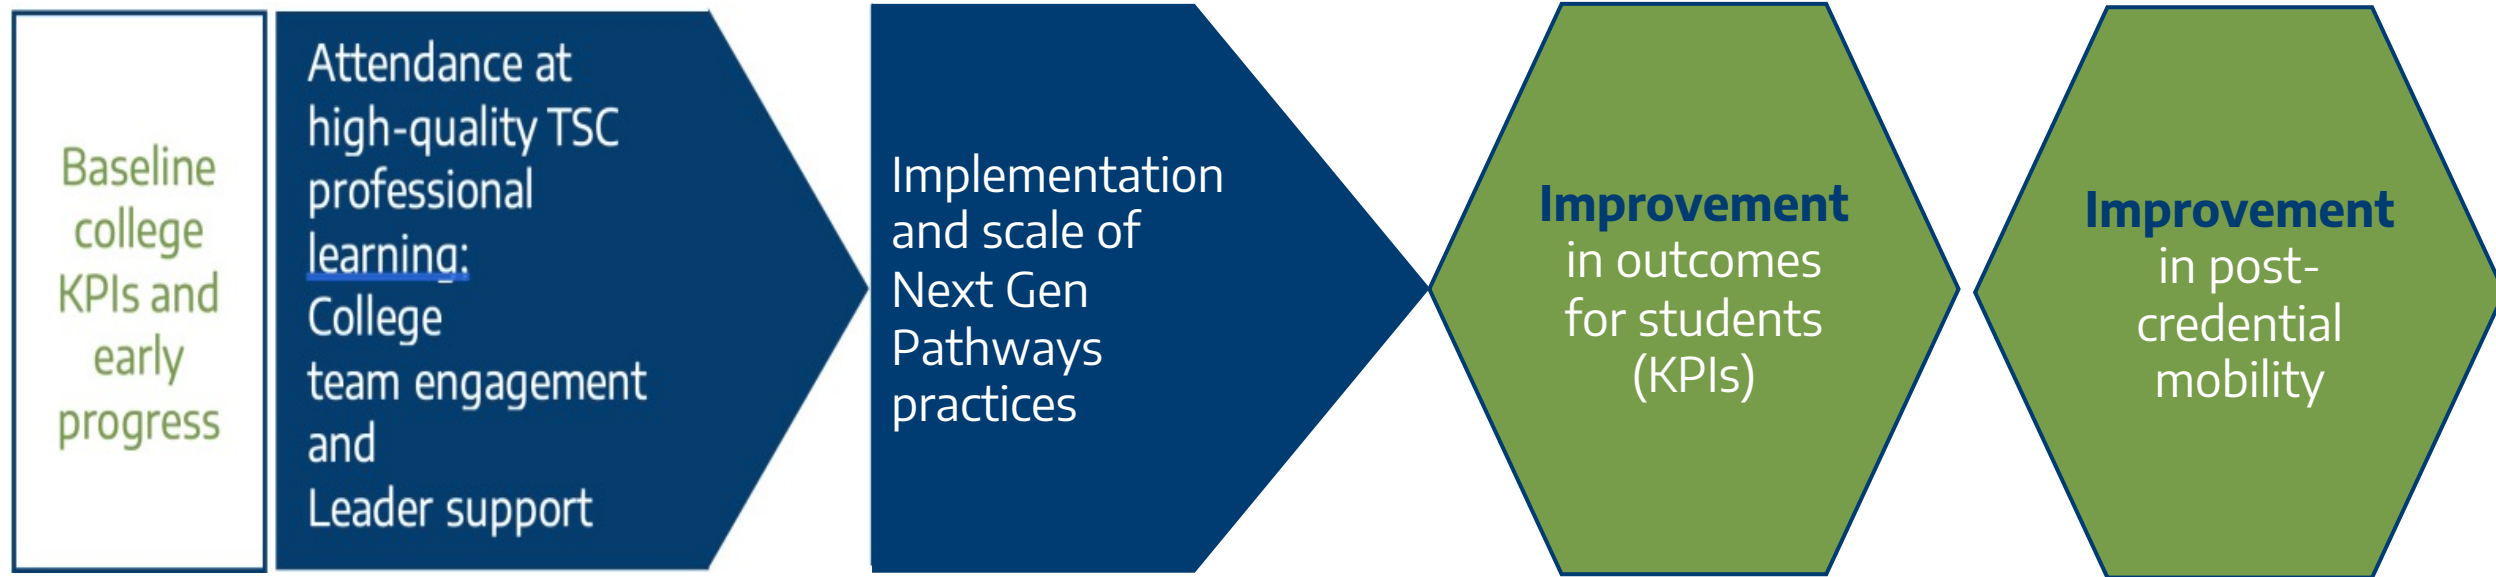 Baseline
college
KPIs and
early
progress
Attendance at
high-quality TSC
professional
learning:
College
team engagement
and
Leader support
Implementation
and scale of
Next Gen
Pathways
practices
Improvement
in outcomes
for students
(KPIs)
Improvement
in post-
credential
mobility